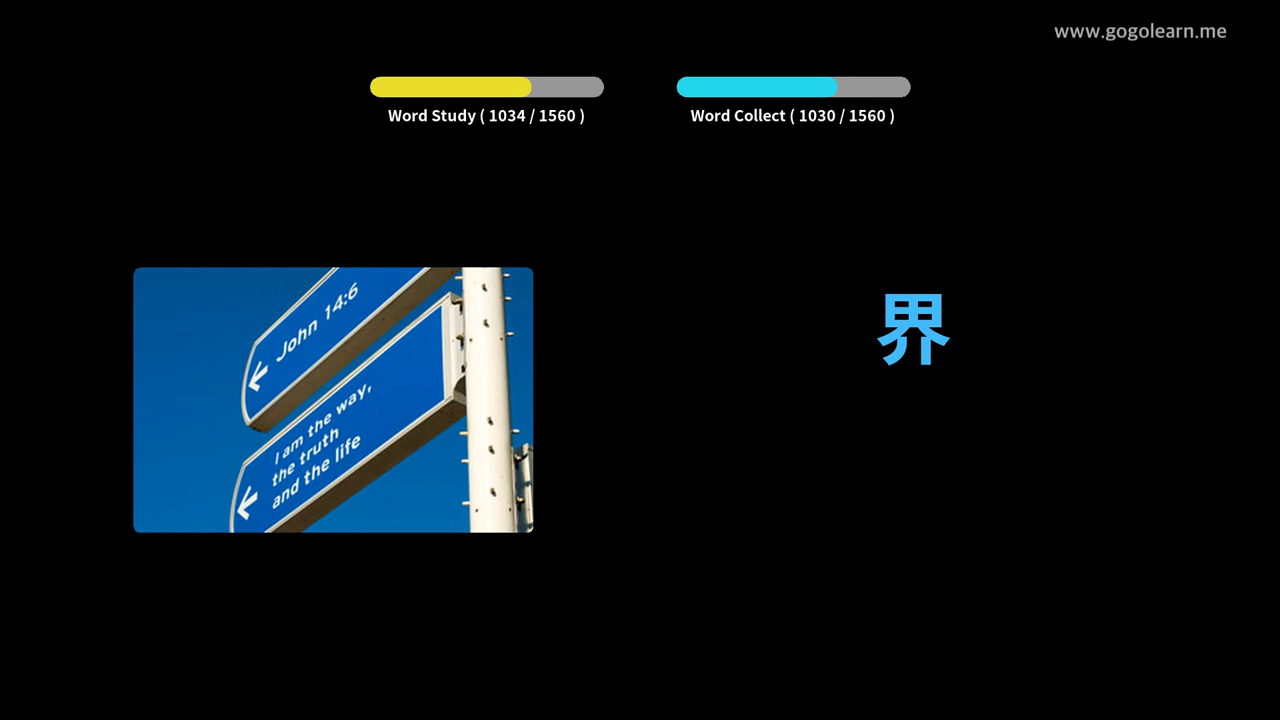 www.gogolearn.me
Word Study ( 1034 / 1560 )
Word Collect ( 1030 / 1560 )
John 14:6
I am the way,
the truth
and the life
界